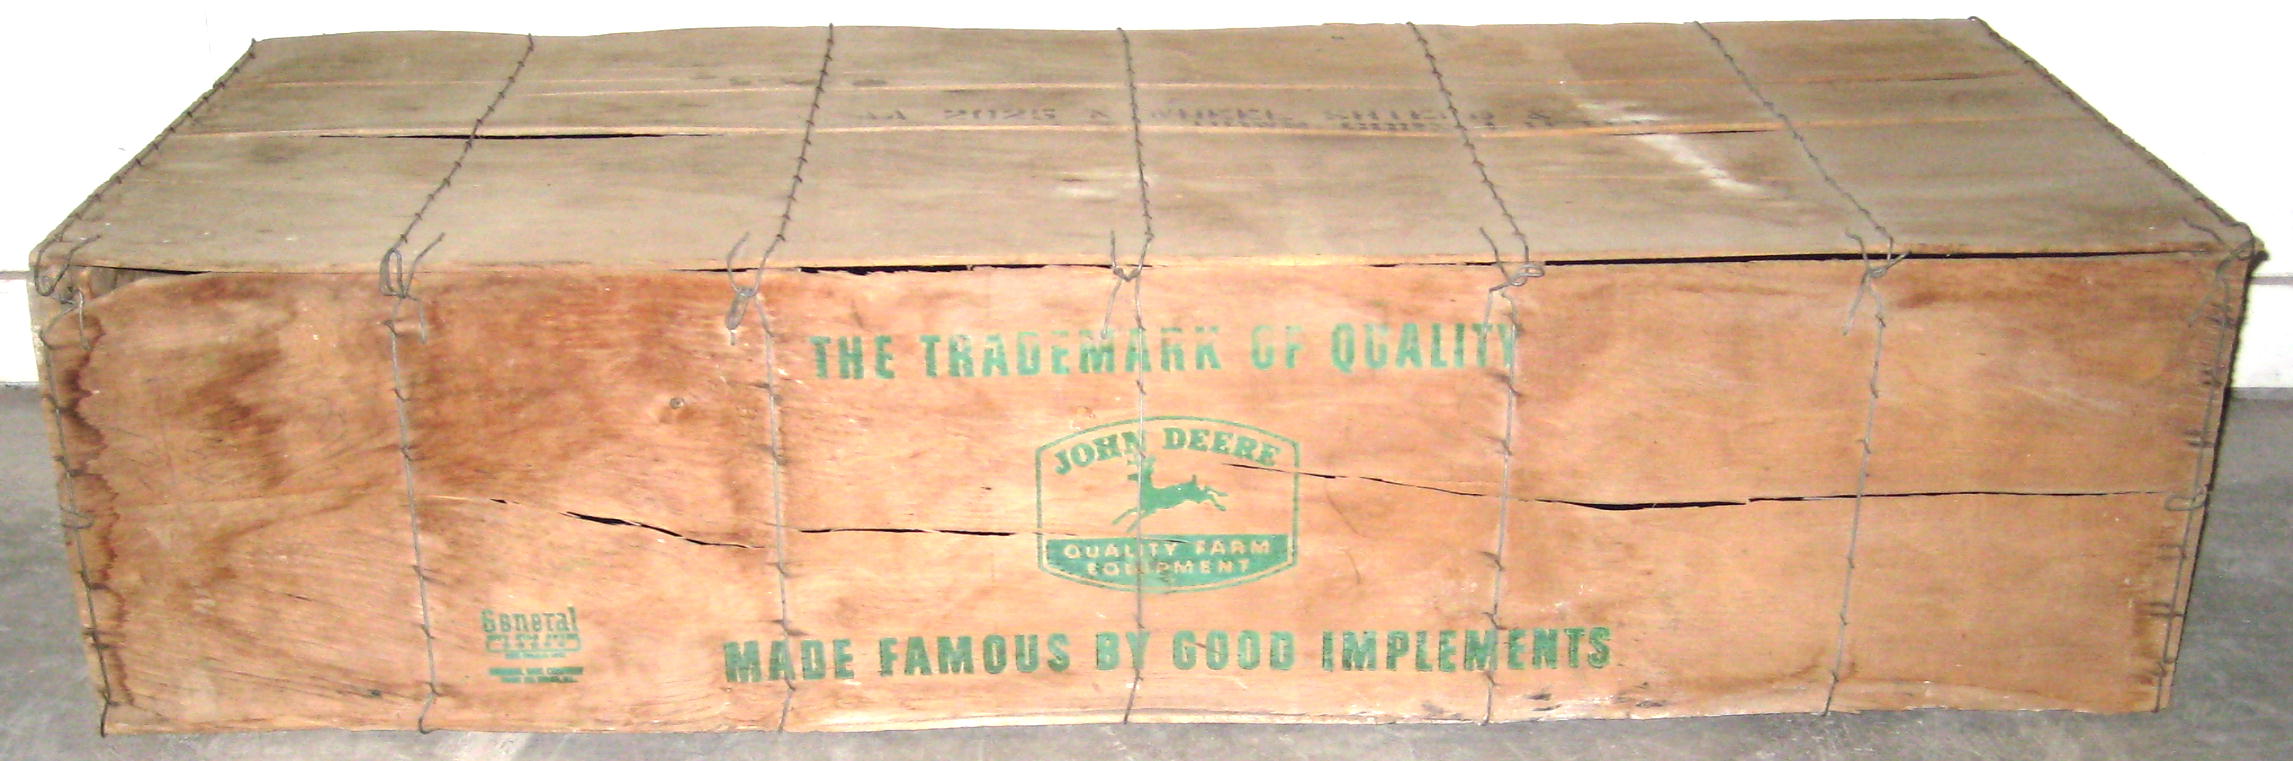 THE TRADEMARK OF QUALITY
JOHN DEERE
QUALITY FARM
EQUIPMENT
General
MADE FAMOUS BY GOOD IMPLEMENTS